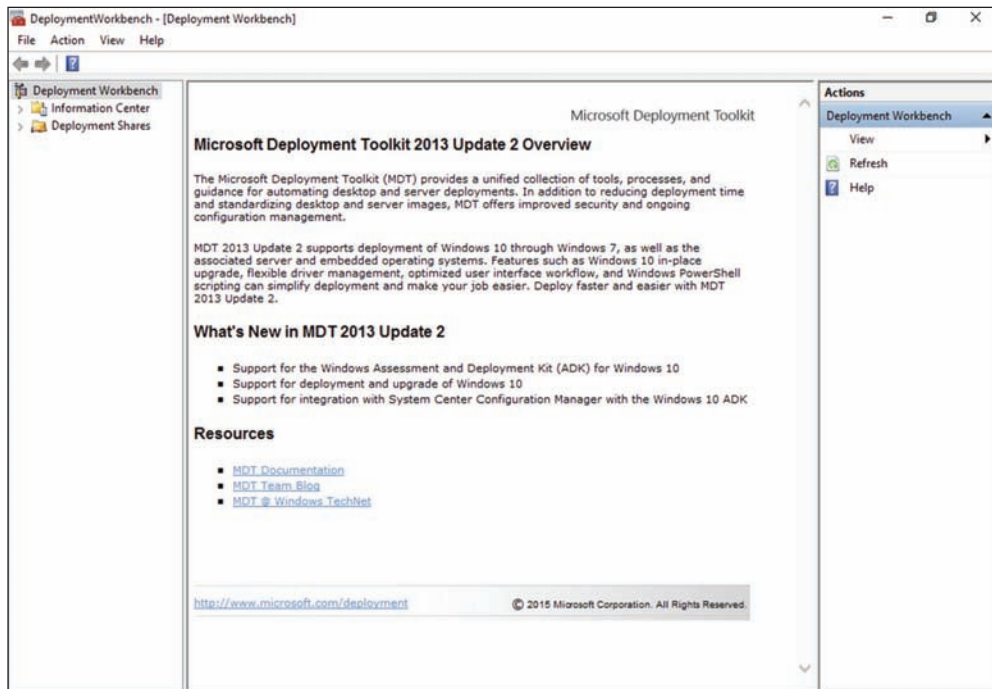 DeploymentWorkbench - [Deployment Workbench]
File Action View Help
Deployment Workbench
Information Center
Deployment Shares
Microsoft Deployment Toolkit
Microsoft Deployment Toolkit 2013 Update 2 Overview
The Microsoft Deployment Toolkit (MDT) provides a unified collection of tools, processes, and
guidance for automating desktop and server deployments. In addition to reducing deployment time
and standardizing desktop and server images, MDT offers improved security and ongoing
configuration management.
MDT 2013 Update 2 supports deployment of Windows 10 through Windows 7, as well as the
associated server and embedded operating systems. Features such as Windows 10 in-place
upgrade, flexible driver management, optimized user interface workflow, and Windows PowerShell
scripting can simplify deployment and make your job easier. Deploy faster and easier with MDT
2013 Update 2.
What's New in MDT 2013 Update 2
Support for the Windows Assessment and Deployment Kit (ADK) for Windows 10
Support for deployment and upgrade of Windows 10
Support for integration with System Center Configuration Manager with the Windows 10 ADK
Resources
MDT Documentation
MDT Team Blog
MDT @ Windows TechNet
http://www.microsoft.com/deployment
© 2015 Microsoft Corporation. All Rights Reserved.
Actions
Deployment Workbench
View
Refresh
Help